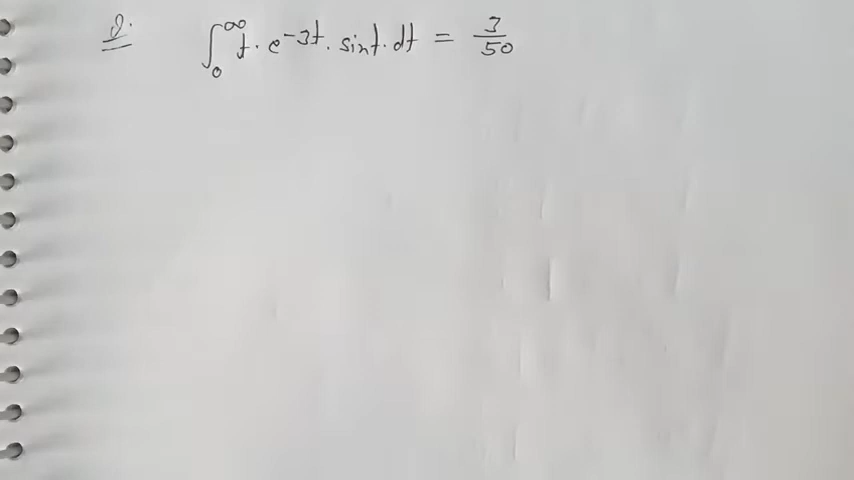 Q. ∫₀^∞ t · e^{-3t} · sint · dt = 3/50